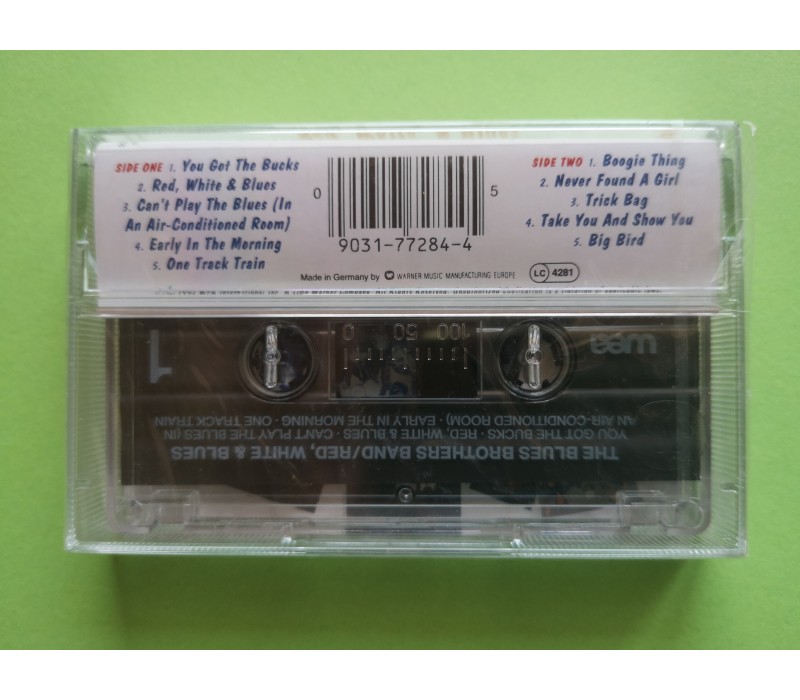 SIDE ONE 1. You Got The Bucks
2. Red, White & Blues
3. Can't Play The Blues (In
An Air-Conditioned Room)
4. Early In The Morning
5. One Track Train
0
5
9031-77284-4
SIDE TWO 1. Boogie Thing
2. Never Found A Girl
3. Trick Bag
4. Take You And Show You
5. Big Bird
Made in Germany by WARNER MUSIC MANUFACTURING EUROPE
LC 4281
THE BLUES BROTHERS BAND/RED, WHITE & BLUES
YOU GOT THE BUCKS · RED, WHITE & BLUES · CAN'T PLAY THE BLUES (IN
AN AIR-CONDITIONED ROOM) · EARLY IN THE MORNING · ONE TRACK TRAIN
1
100 50 0
wea